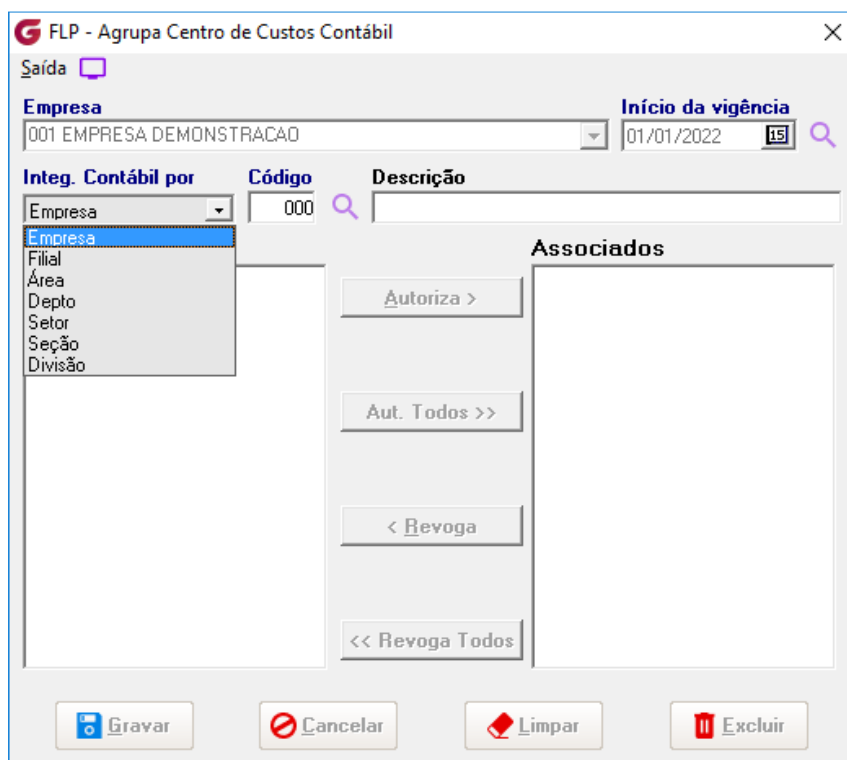 G FLP - Agrupa Centro de Custos Contábil
Saída
Empresa Início da vigência
001 EMPRESA DEMONSTRACAO 01/01/2022 15
Integ. Contábil por Código Descrição
Empresa 000
Empresa
Filial
Área
Depto
Setor
Seção
Divisão
Associados
Autoriza >
Aut. Todos >>
< Revoga
<< Revoga Todos
Gravar Cancelar Limpar Excluir